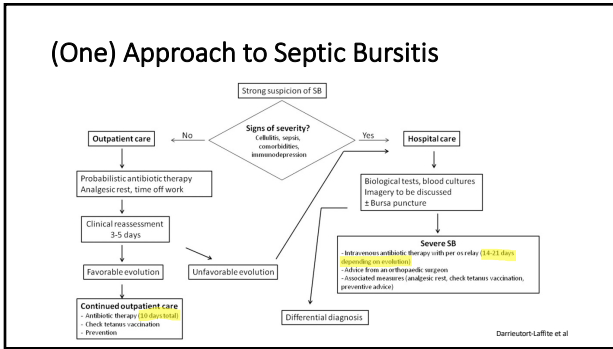 (One) Approach to Septic Bursitis
Strong suspicion of SB
Signs of severity?
Cellulitis, sepsis,
comorbidities,
immunodepression
No
Yes
Outpatient care
Hospital care
Probabilistic antibiotic therapy
Analgesic rest, time off work
Biological tests, blood cultures
Imagery to be discussed
± Bursa puncture
Clinical reassessment
3-5 days
Severe SB
-Intravenous antibiotic therapy with per os relay (14-21 days
depending on evolution)
-Advice from an orthopaedic surgeon
-Associated measures (analgesic rest, check tetanus vaccination,
preventive advice)
Favorable evolution
Unfavorable evolution
Continued outpatient care
- Antibiotic therapy (10 days total)
- Check tetanus vaccination
- Prevention
Differential diagnosis
Darrieutort-Laffite et al